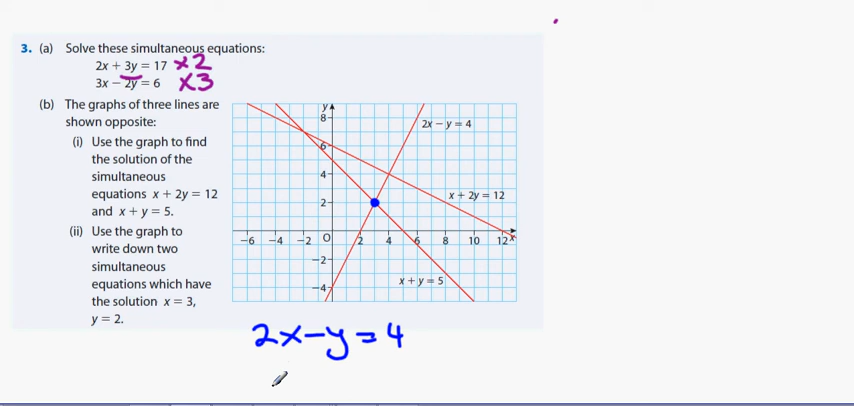 3. (a) Solve these simultaneous equations:
2x + 3y = 17 ×2
3x − 2y = 6 ×3
(b) The graphs of three lines are
shown opposite:
(i) Use the graph to find
the solution of the
simultaneous
equations x + 2y = 12
and x + y = 5.
(ii) Use the graph to
write down two
simultaneous
equations which have
the solution x = 3,
y = 2.
y
8
2x − y = 4
6
4
x + 2y = 12
2
−6 −4 −2 O 2 4 6 8 10 12 x
−2
x + y = 5
−4
2x−y=4